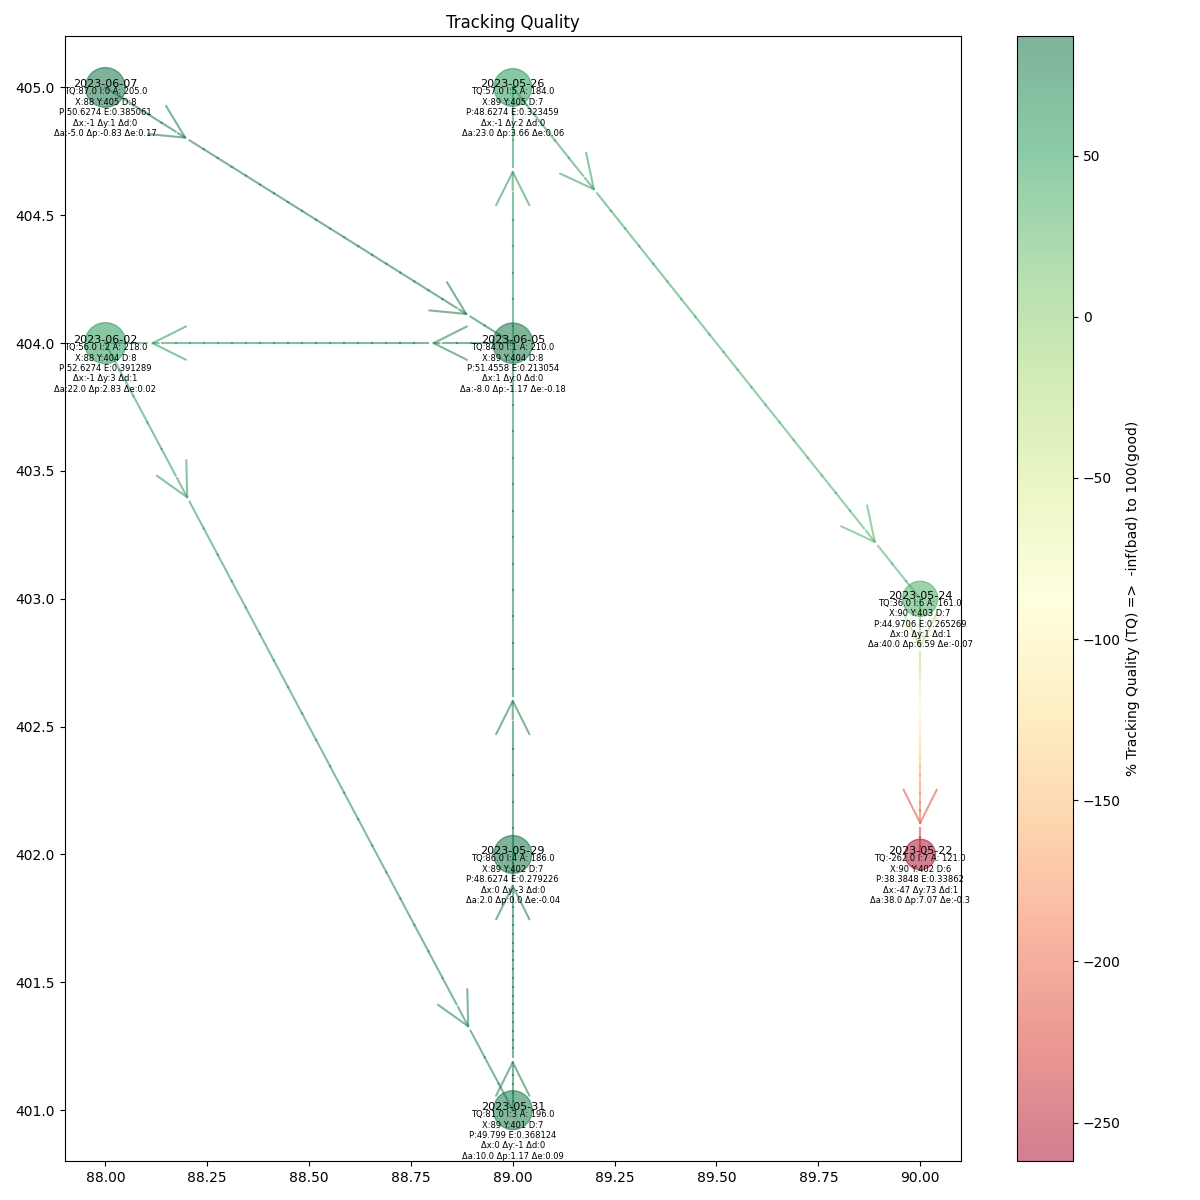 Tracking Quality
405.0
404.5
404.0
403.5
403.0
402.5
402.0
401.5
401.0
2023-06-07
TQ:87.0 I:0 A: 205.0
X:88 Y:405 D:8
P:50.6274 E:0.385061
Δx:-1 Δy:1 Δd:0
Δa:-5.0 Δp:-0.83 Δe:0.17
2023-05-26
TQ:57.0 I:5 A: 184.0
X:89 Y:405 D:7
P:48.6274 E:0.323459
Δx:-1 Δy:2 Δd:0
Δa:23.0 Δp:3.66 Δe:0.06
2023-06-02
TQ:56.0 I:2 A: 218.0
X:88 Y:404 D:8
P:52.6274 E:0.391289
Δx:-1 Δy:3 Δd:1
Δa:22.0 Δp:2.83 Δe:0.02
2023-06-05
TQ:84.0 I:1 A: 210.0
X:89 Y:404 D:8
P:51.4558 E:0.213054
Δx:1 Δy:0 Δd:0
Δa:-8.0 Δp:-1.17 Δe:-0.18
2023-05-24
TQ:36.0 I:6 A: 161.0
X:90 Y:403 D:7
P:44.9706 E:0.265269
Δx:0 Δy:1 Δd:1
Δa:40.0 Δp:6.59 Δe:-0.07
2023-05-29
TQ:86.0 I:4 A: 186.0
X:89 Y:402 D:7
P:48.6274 E:0.279226
Δx:0 Δy:-3 Δd:0
Δa:2.0 Δp:0.0 Δe:-0.04
2023-05-22
TQ:-262.0 I:7 A: 121.0
X:90 Y:402 D:6
P:38.3848 E:0.33862
Δx:-47 Δy:73 Δd:1
Δa:38.0 Δp:7.07 Δe:-0.3
2023-05-31
TQ:81.0 I:3 A: 196.0
X:89 Y:401 D:7
P:49.799 E:0.368124
Δx:0 Δy:-1 Δd:0
Δa:10.0 Δp:1.17 Δe:0.09
88.00 88.25 88.50 88.75 89.00 89.25 89.50 89.75 90.00
50
0
−50
−100
−150
−200
−250
% Tracking Quality (TQ) =>  -inf(bad) to 100(good)